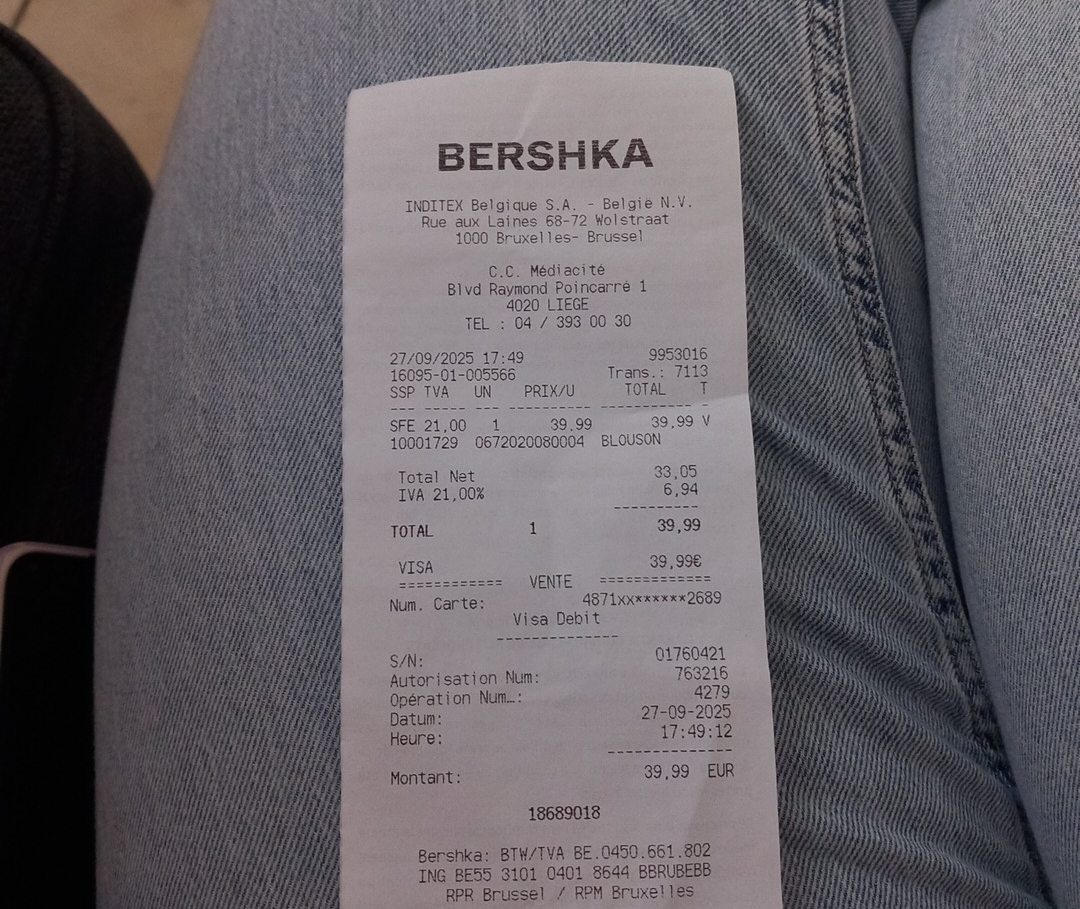 BERSHKA
INDITEX Belgique S.A. - België N.V.
Rue aux Laines 68-72 Wolstraat
1000 Bruxelles- Brussel
C.C. Médiacité
Blvd Raymond Poincarré 1
4020 LIEGE
TEL : 04 / 393 00 30
27/09/2025 17:49 9953016
16095-01-005566 Trans.: 7113
SSP TVA UN PRIX/U TOTAL T
--- ----- --- ---------- ----------- -
SFE 21,00 1 39.99 39,99 V
10001729 0672020080004 BLOUSON
Total Net 33,05
IVA 21,00% 6,94
----------
TOTAL 1 39,99
VISA 39,99€
============ VENTE =============
Num. Carte: 4871xx******2689
Visa Debit
--------------
S/N: 01760421
Autorisation Num: 763216
Opération Num…: 4279
Datum: 27-09-2025
Heure: 17:49:12
--------------
Montant: 39,99 EUR
18689018
Bershka: BTW/TVA BE.0450.661.802
ING BE55 3101 0401 8644 BBRUBEBB
RPR Brussel / RPM Bruxelles